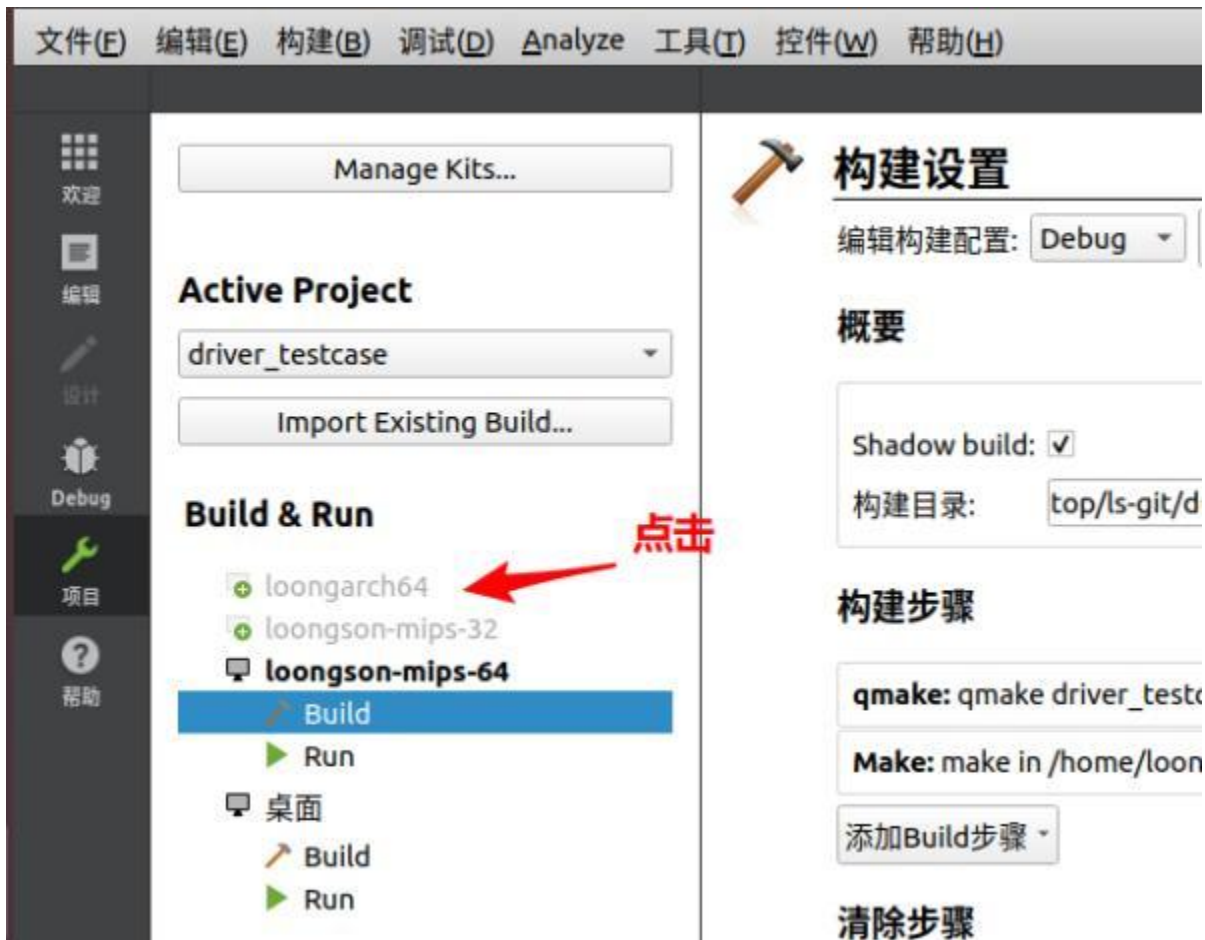 文件(F) 编辑(E) 构建(B) 调试(D) Analyze 工具(T) 控件(W) 帮助(H)
欢迎
编辑
设计
Debug
项目
帮助
Manage Kits...
Active Project
driver_testcase
Import Existing Build...
Build & Run
点击
loongarch64
loongson-mips-32
loongson-mips-64
Build
Run
桌面
Build
Run
构建设置
编辑构建配置: Debug
概要
Shadow build:
构建目录: top/ls-git/d
构建步骤
qmake: qmake driver_testc
Make: make in /home/loon
添加Build步骤
清除步骤